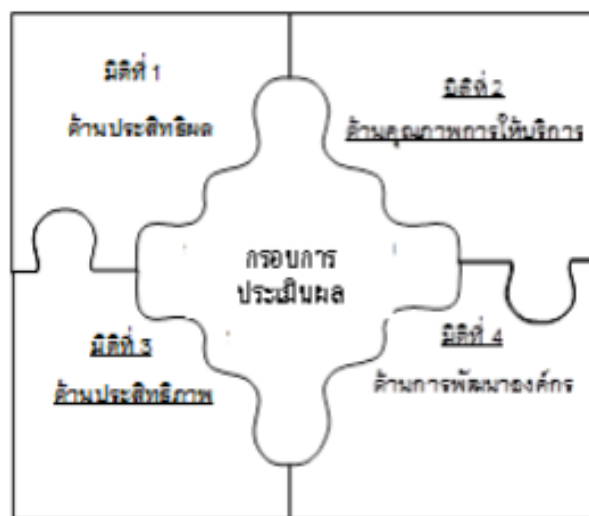 มิติที่ 1
ด้านประสิทธิผล
มิติที่ 2
ด้านคุณภาพการให้บริการ
กรอบการ
ประเมินผล
มิติที่ 3
ด้านประสิทธิภาพ
มิติที่ 4
ด้านการพัฒนาองค์กร